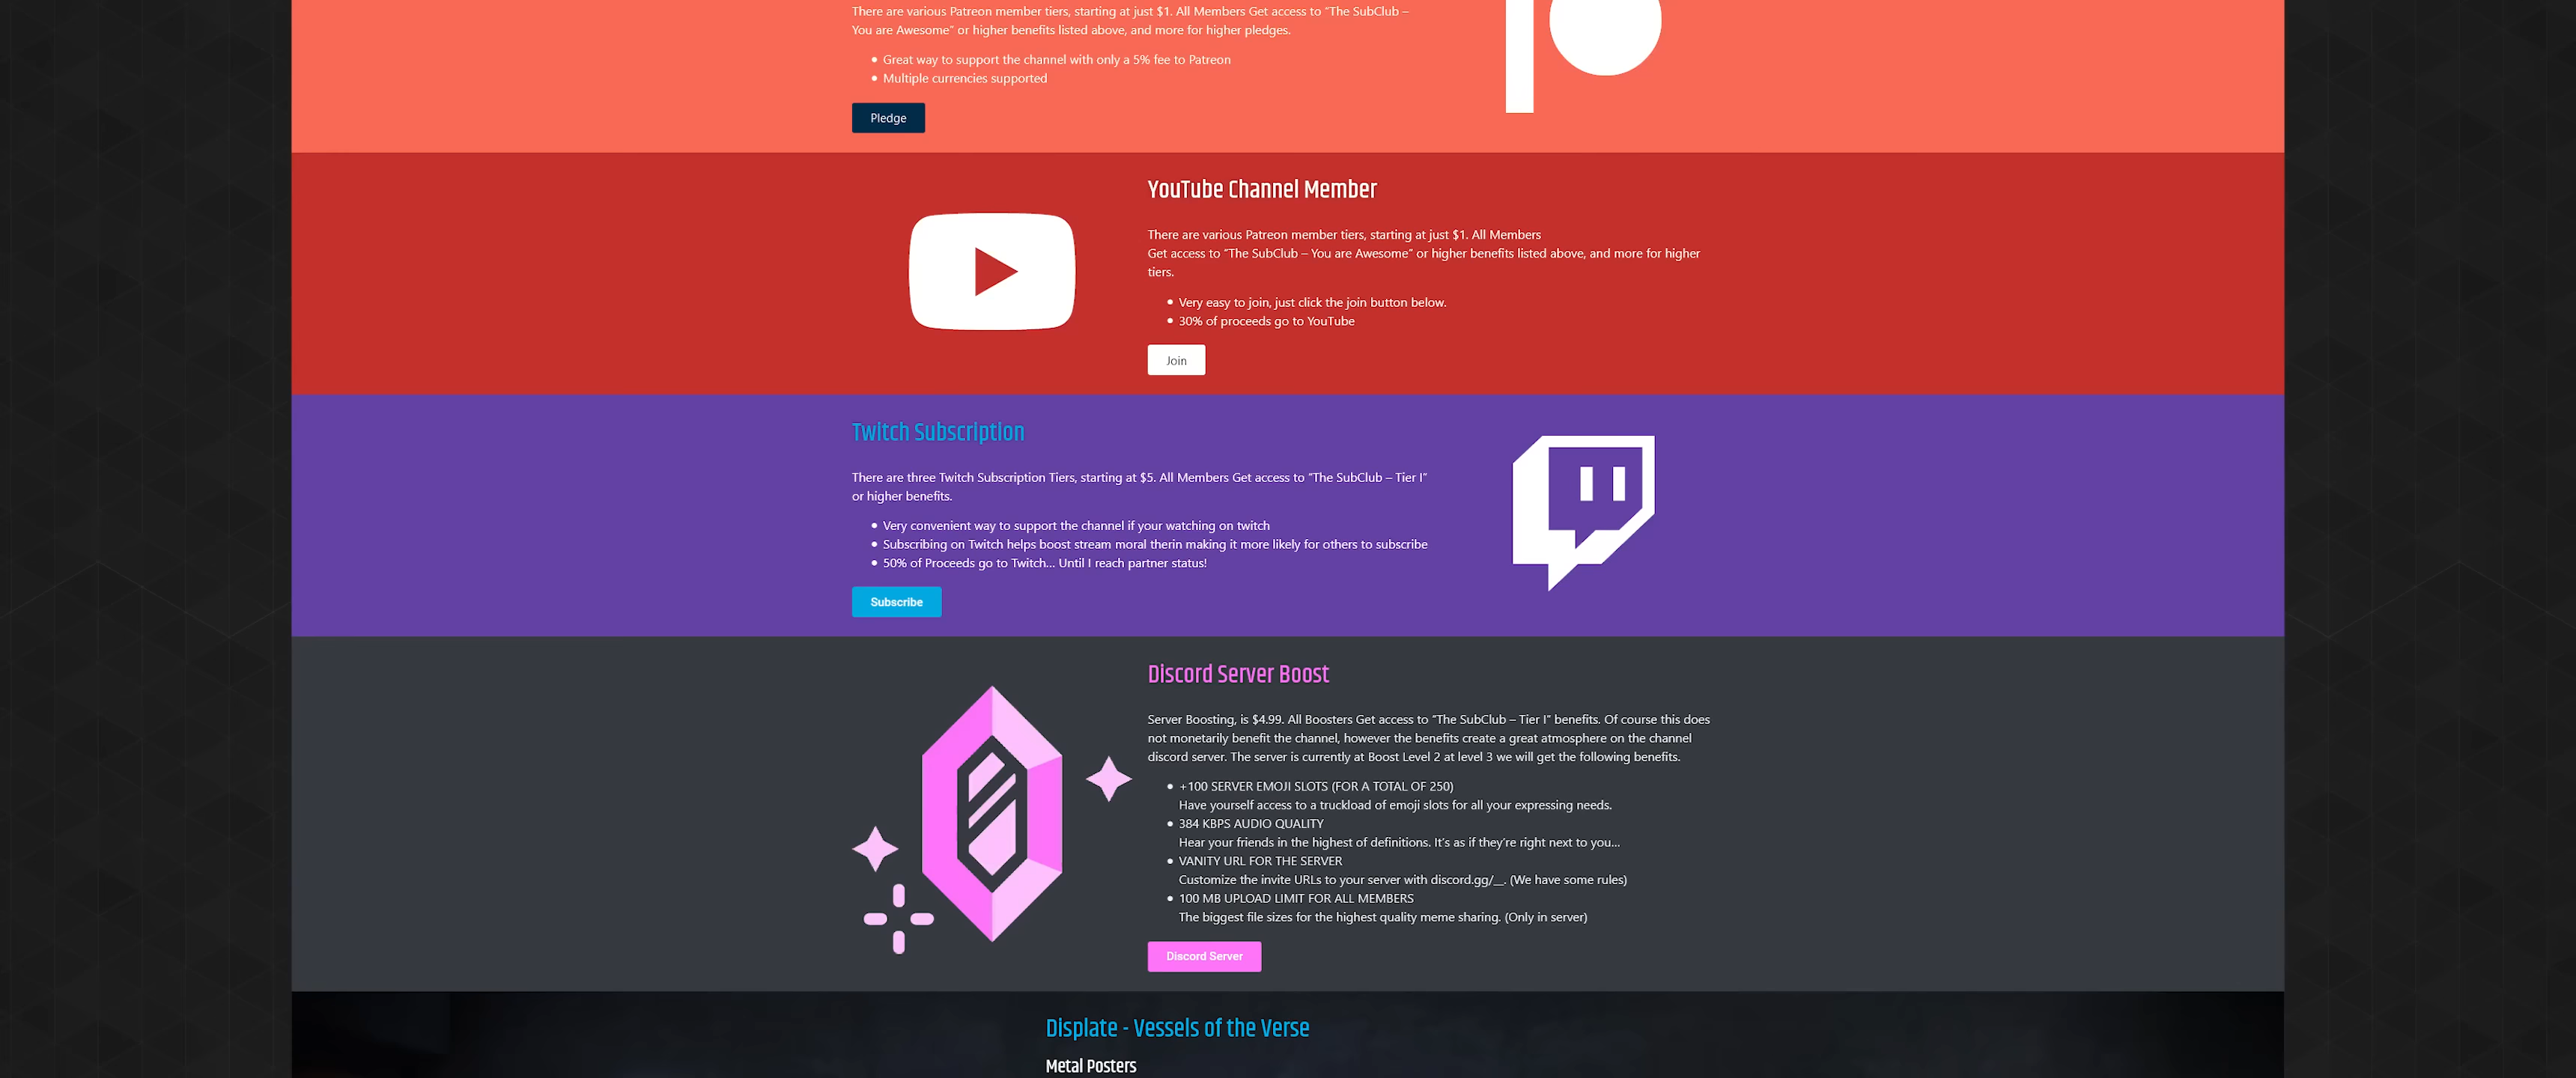 There are various Patreon member tiers, starting at just $1. All Members Get access to “The SubClub –
You are Awesome” or higher benefits listed above, and more for higher pledges.
Great way to support the channel with only a 5% fee to Patreon
Multiple currencies supported
Pledge
YouTube Channel Member
There are various Patreon member tiers, starting at just $1. All Members
Get access to “The SubClub – You are Awesome” or higher benefits listed above, and more for higher
tiers.
Very easy to join, just click the join button below.
30% of proceeds go to YouTube
Join
Twitch Subscription
There are three Twitch Subscription Tiers, starting at $5. All Members Get access to “The SubClub – Tier I”
or higher benefits.
Very convenient way to support the channel if your watching on twitch
Subscribing on Twitch helps boost stream moral therin making it more likely for others to subscribe
50% of Proceeds go to Twitch… Until I reach partner status!
Subscribe
Discord Server Boost
Server Boosting, is $4.99. All Boosters Get access to “The SubClub – Tier I” benefits. Of course this does
not monetarily benefit the channel, however the benefits create a great atmosphere on the channel
discord server. The server is currently at Boost Level 2 at level 3 we will get the following benefits.
+100 SERVER EMOJI SLOTS (FOR A TOTAL OF 250)
Have yourself access to a truckload of emoji slots for all your expressing needs.
384 KBPS AUDIO QUALITY
Hear your friends in the highest of definitions. It’s as if they’re right next to you…
VANITY URL FOR THE SERVER
Customize the invite URLs to your server with discord.gg/__. (We have some rules)
100 MB UPLOAD LIMIT FOR ALL MEMBERS
The biggest file sizes for the highest quality meme sharing. (Only in server)
Discord Server
Displate - Vessels of the Verse
Metal Posters